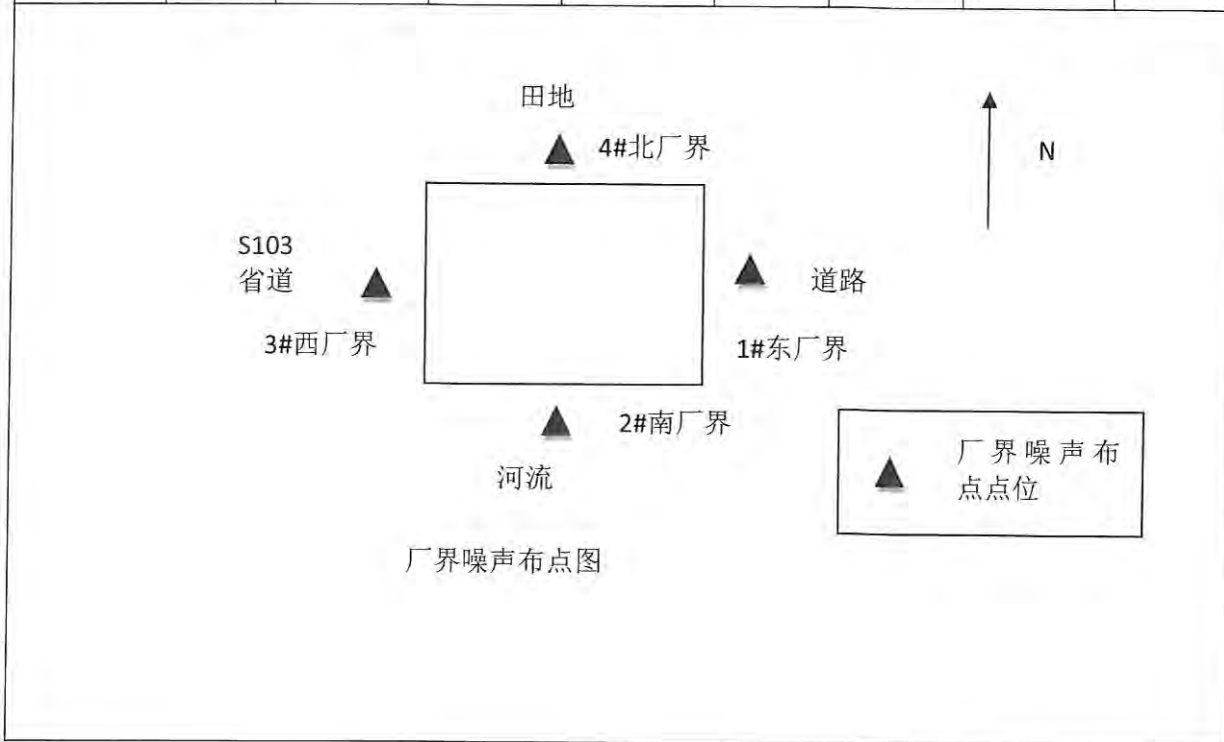 田地
4#北厂界
N
S103
省道
道路
3#西厂界
1#东厂界
2#南厂界
河流
厂界噪声布
点点位
厂界噪声布点图